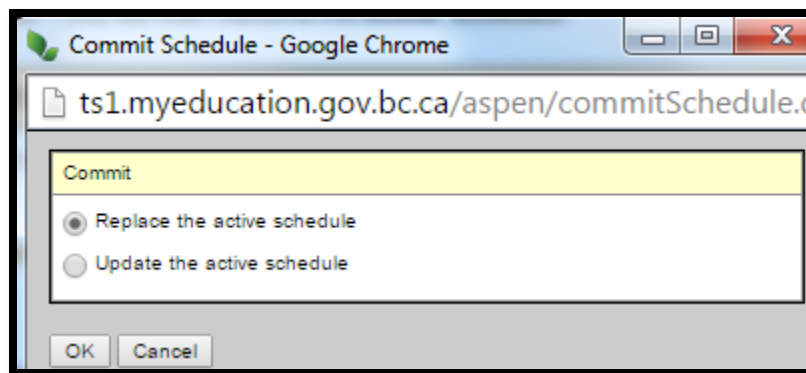 Commit Schedule - Google Chrome
ts1.myeducation.gov.bc.ca/aspen/commitSchedule.
Commit
Replace the active schedule
Update the active schedule
OK Cancel